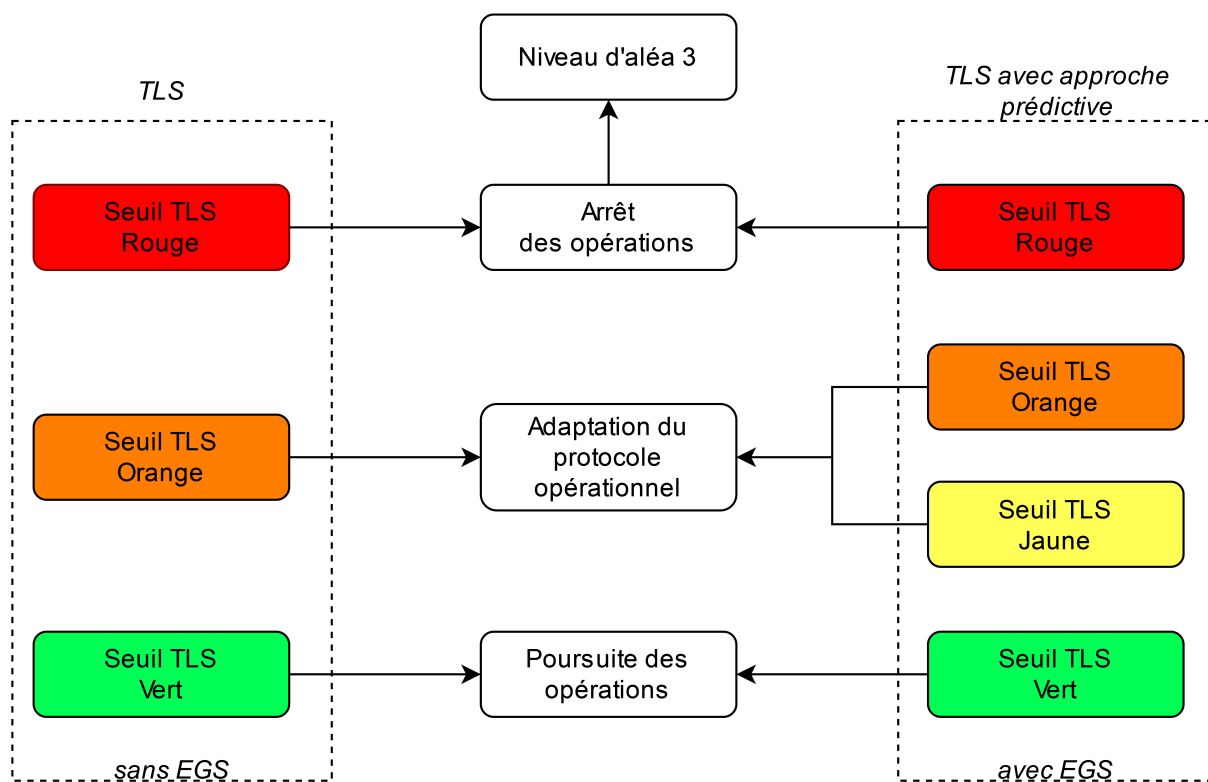 Niveau d'aléa 3
TLS
TLS avec approche
prédictive
Seuil TLS
Rouge
Arrêt
des opérations
Seuil TLS
Rouge
Seuil TLS
Orange
Adaptation du
protocole
opérationnel
Seuil TLS
Orange
Seuil TLS
Jaune
Seuil TLS
Vert
Poursuite des
opérations
Seuil TLS
Vert
sans EGS
avec EGS